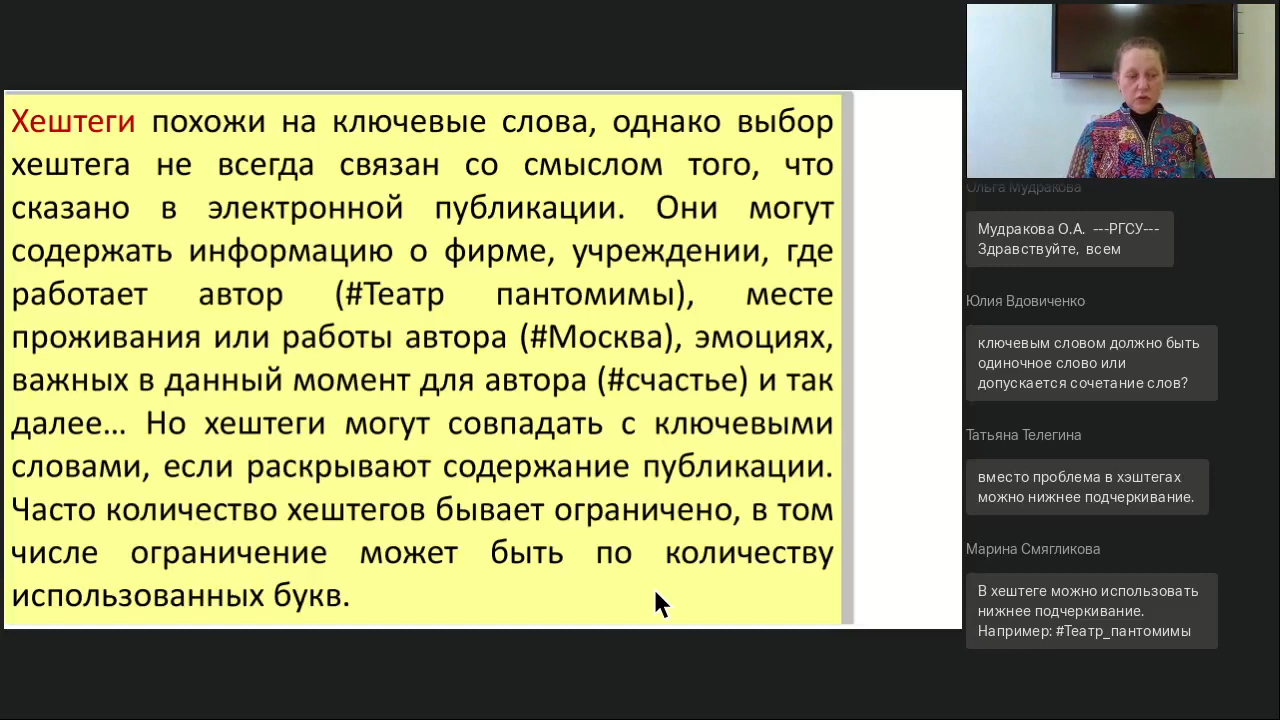 Хештеги похожи на ключевые слова, однако выбор
хештега не всегда связан со смыслом того, что
сказано в электронной публикации. Они могут
содержать информацию о фирме, учреждении, где
работает автор (#Театр пантомимы), месте
проживания или работы автора (#Москва), эмоциях,
важных в данный момент для автора (#счастье) и так
далее... Но хештеги могут совпадать с ключевыми
словами, если раскрывают содержание публикации.
Часто количество хештегов бывает ограничено, в том
числе ограничение может быть по количеству
использованных букв.
Ольга Мудракова
Мудракова О.А. ---РГСУ---
Здравствуйте, всем
Юлия Вдовиченко
ключевым словом должно быть
одиночное слово или
допускается сочетание слов?
Татьяна Телегина
вместо проблема в хэштегах
можно нижнее подчеркивание.
Марина Смягликова
В хештеге можно использовать
нижнее подчеркивание.
Например: #Театр_пантомимы